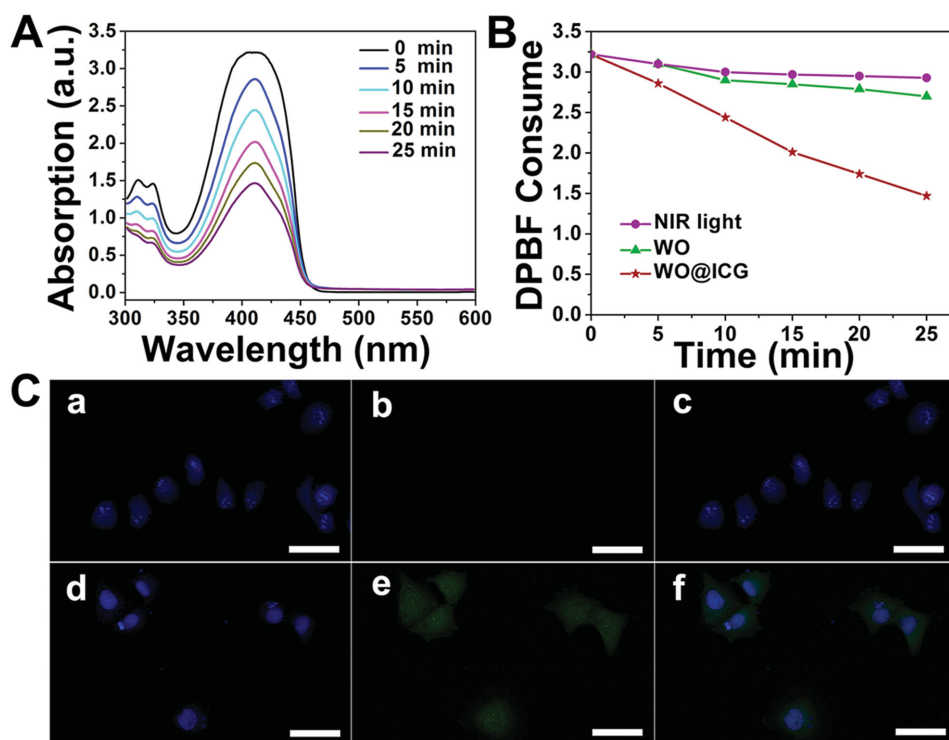 A
Absorption (a.u.)
3.5
3.0
2.5
2.0
1.5
1.0
0.5
0.0
300 350 400 450 500 550 600
Wavelength (nm)
0 min
5 min
10 min
15 min
20 min
25 min
B
DPBF Consume
3.5
3.0
2.5
2.0
1.5
1.0
0.5
0.0
0 5 10 15 20 25
Time (min)
NIR light
WO
WO@ICG
C
a b c
d e f